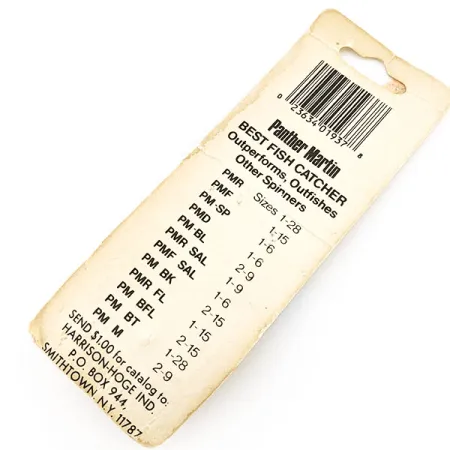 0 23634 01937 8
Panther Martin
BEST FISH CATCHER
Outperforms, Outfishes
Other Spinners
PMR Sizes 1-28
PMF 1-15
PM-SP 1-6
PMD 1-6
PM-BL 2-9
PMR SAL 1-9
PMF SAL 1-6
PM BK 2-15
PMR FL 1-15
PM BFL 2-15
PM BT 1-28
PM M 2-9
SEND $1.00 for catalog to:
HARRISON-HOGE IND.
P.O. BOX 944,
SMITHTOWN, N.Y. 11787